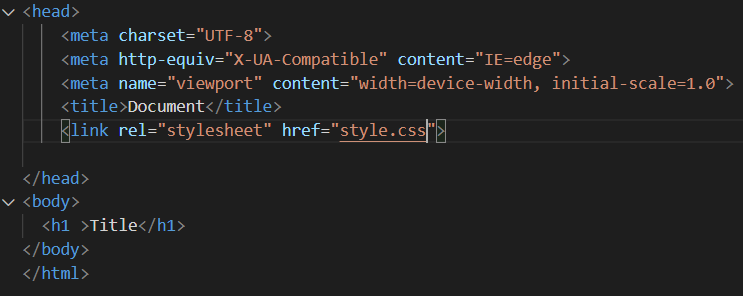 <head>
<meta charset="UTF-8">
<meta http-equiv="X-UA-Compatible" content="IE=edge">
<meta name="viewport" content="width=device-width, initial-scale=1.0">
<title>Document</title>
<link rel="stylesheet" href="style.css">
</head>
<body>
<h1 >Title</h1>
</body>
</html>